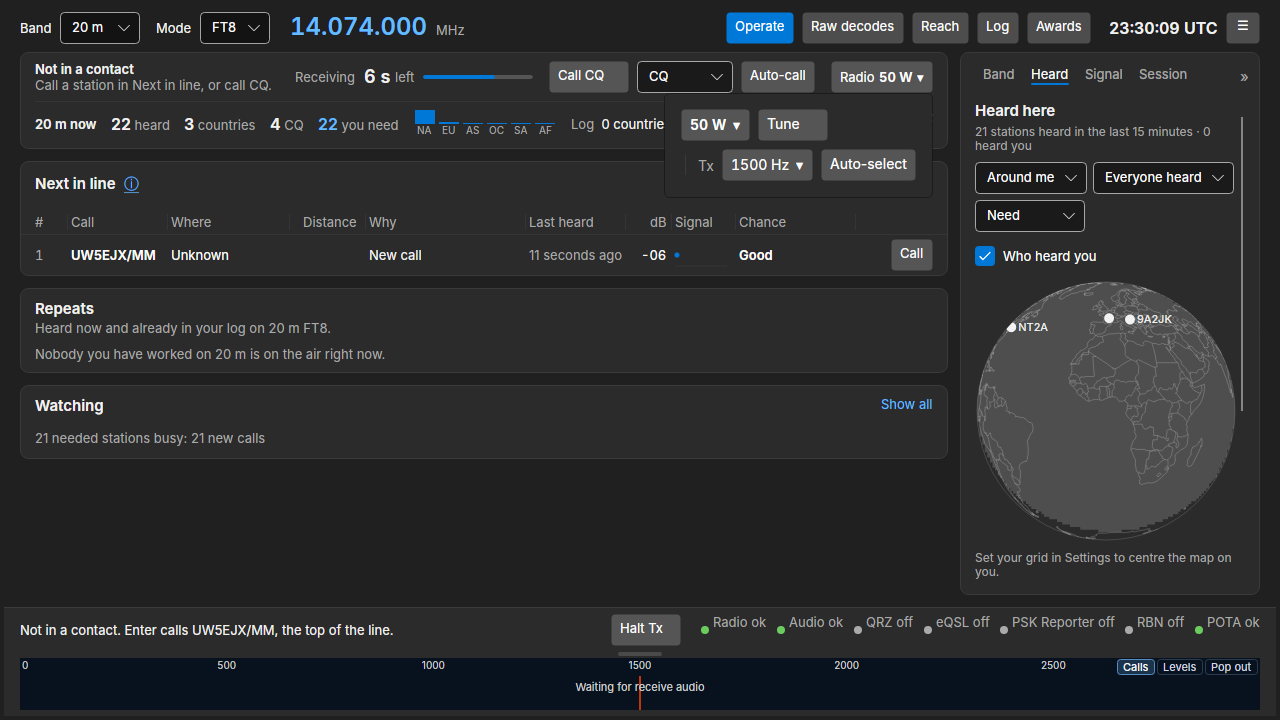 Band 20 m Mode FT8 14.074.000 MHz Operate Raw decodes Reach Log Awards 23:30:09 UTC ☰
Not in a contact
Call a station in Next in line, or call CQ.
Receiving 6 s left Call CQ CQ Auto-call Radio 50 W ▾
20 m now 22 heard 3 countries 4 CQ 22 you need NA EU AS OC SA AF Log 0 countrie
50 W ▾ Tune
Tx 1500 Hz ▾ Auto-select
Next in line ⓘ
# Call Where Distance Why Last heard dB Signal Chance
1 UW5EJX/MM Unknown New call 11 seconds ago -06 Good Call
Repeats
Heard now and already in your log on 20 m FT8.
Nobody you have worked on 20 m is on the air right now.
Watching Show all
21 needed stations busy: 21 new calls
Band Heard Signal Session »
Heard here
21 stations heard in the last 15 minutes · 0
heard you
Around me Everyone heard
Need
Who heard you
9A2JK
NT2A
Set your grid in Settings to centre the map on
you.
Not in a contact. Enter calls UW5EJX/MM, the top of the line. Halt Tx Radio ok Audio ok QRZ off eQSL off PSK Reporter off RBN off POTA ok
0 500 1000 1500 2000 2500 Calls Levels Pop out
Waiting for receive audio